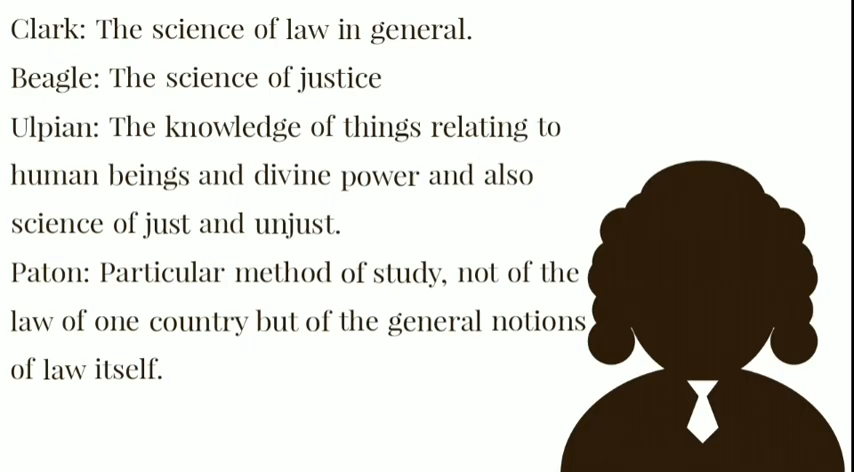 Clark: The science of law in general.
Beagle: The science of justice
Ulpian: The knowledge of things relating to
human beings and divine power and also
science of just and unjust.
Paton: Particular method of study, not of the
law of one country but of the general notions
of law itself.